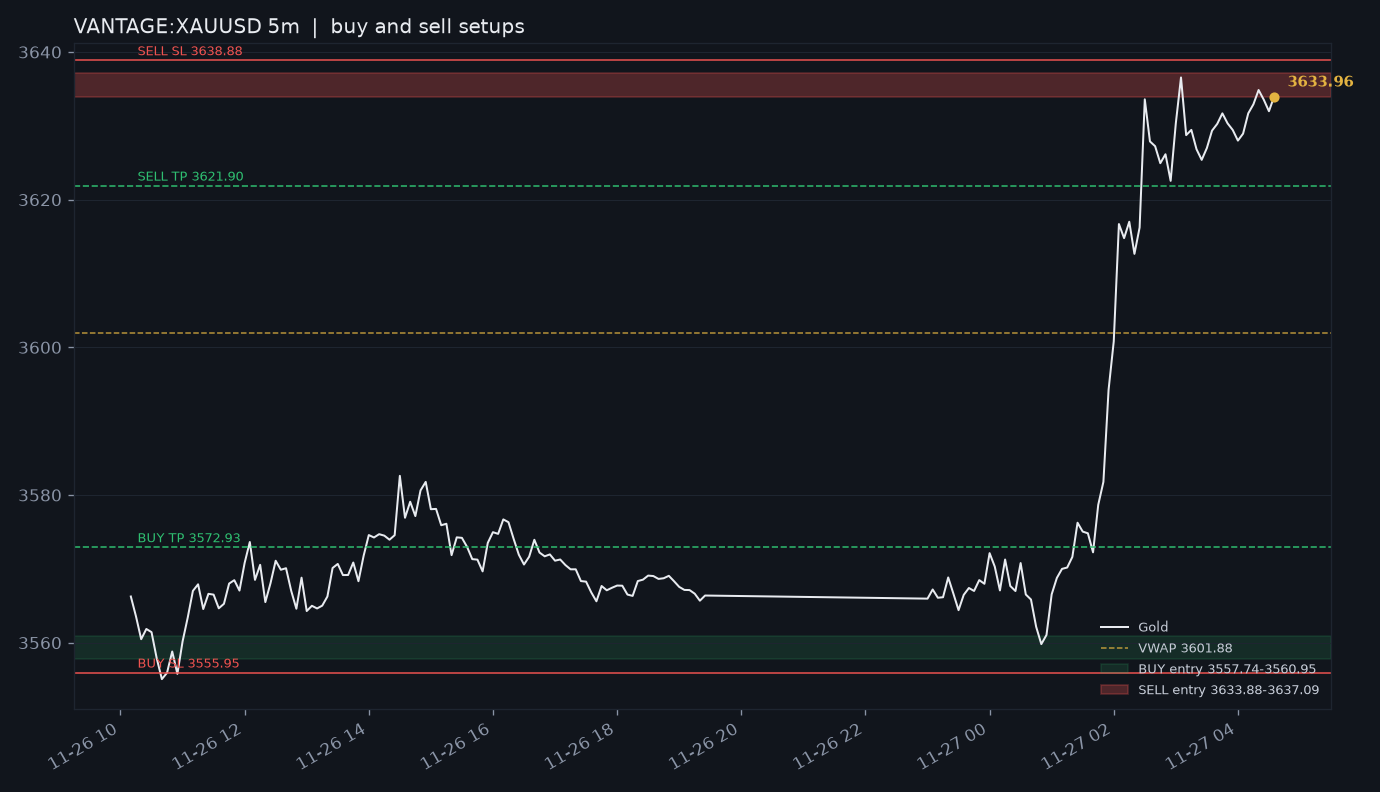 VANTAGE:XAUUSD 5m | buy and sell setups
3640
SELL SL 3638.88
3633.96
SELL TP 3621.90
3620
3600
3580
BUY TP 3572.93
3560
BUY SL 3555.95
Gold
VWAP 3601.88
BUY entry 3557.74-3560.95
SELL entry 3633.88-3637.09
11-26 10
11-26 12
11-26 14
11-26 16
11-26 18
11-26 20
11-26 22
11-27 00
11-27 02
11-27 04